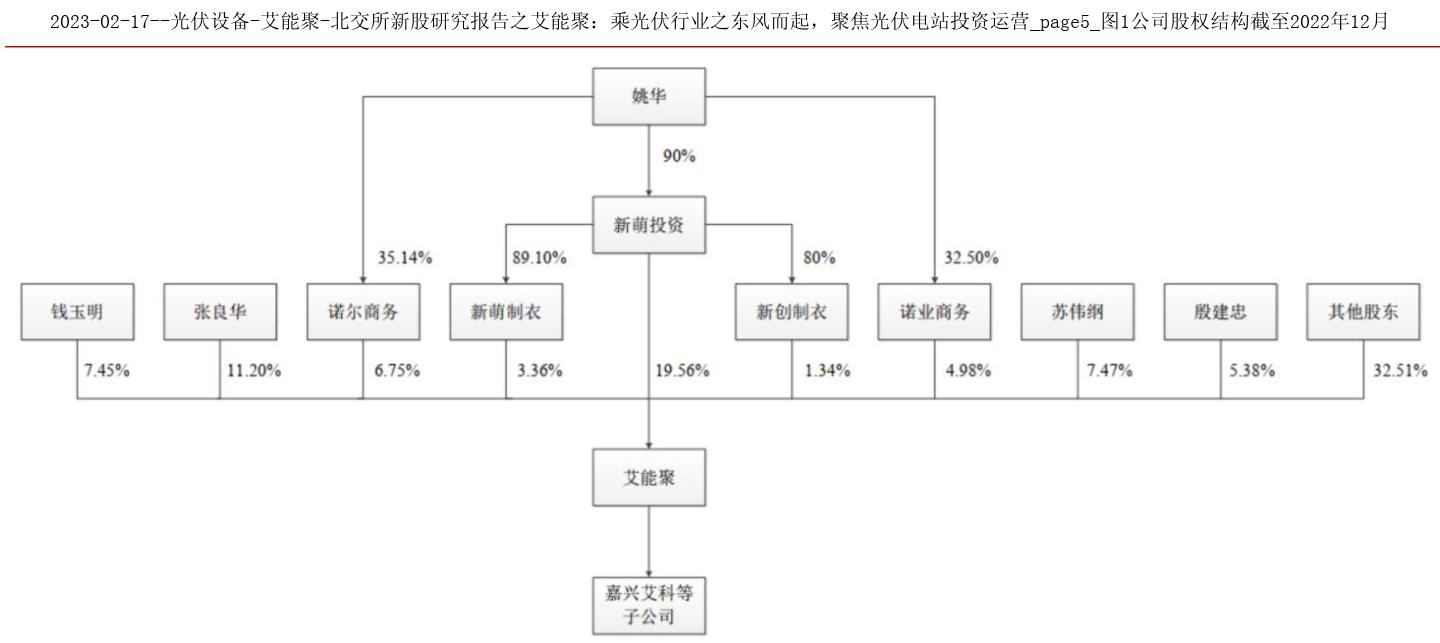 2023-02-17--光伏设备-艾能聚-北交所新股研究报告之艾能聚：乘光伏行业之东风而起，聚焦光伏电站投资运营_page5_图1公司股权结构截至2022年12月
姚华
90%
新萌投资
35.14%
89.10%
80%
32.50%
钱玉明
张良华
诺尔商务
新萌制衣
新创制衣
诺业商务
苏伟纲
殷建忠
其他股东
7.45%
11.20%
6.75%
3.36%
19.56%
1.34%
4.98%
7.47%
5.38%
32.51%
艾能聚
嘉兴艾科等
子公司